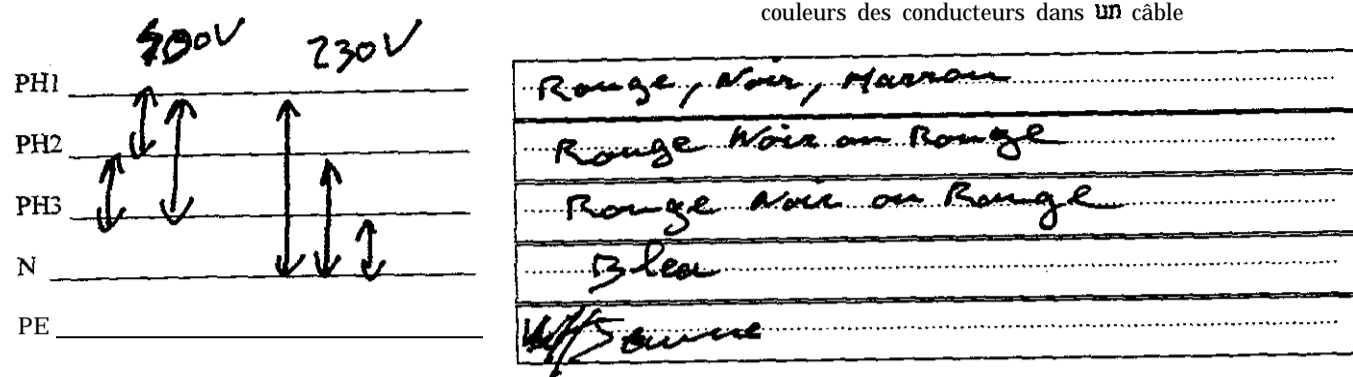 couleurs des conducteurs dans un câble
400V 230V
PH1 Rouge, Noir, Marron
PH2 Rouge Noir ou Rouge
PH3 Rouge Noir ou Rouge
N Bleu
PE V/Jaune